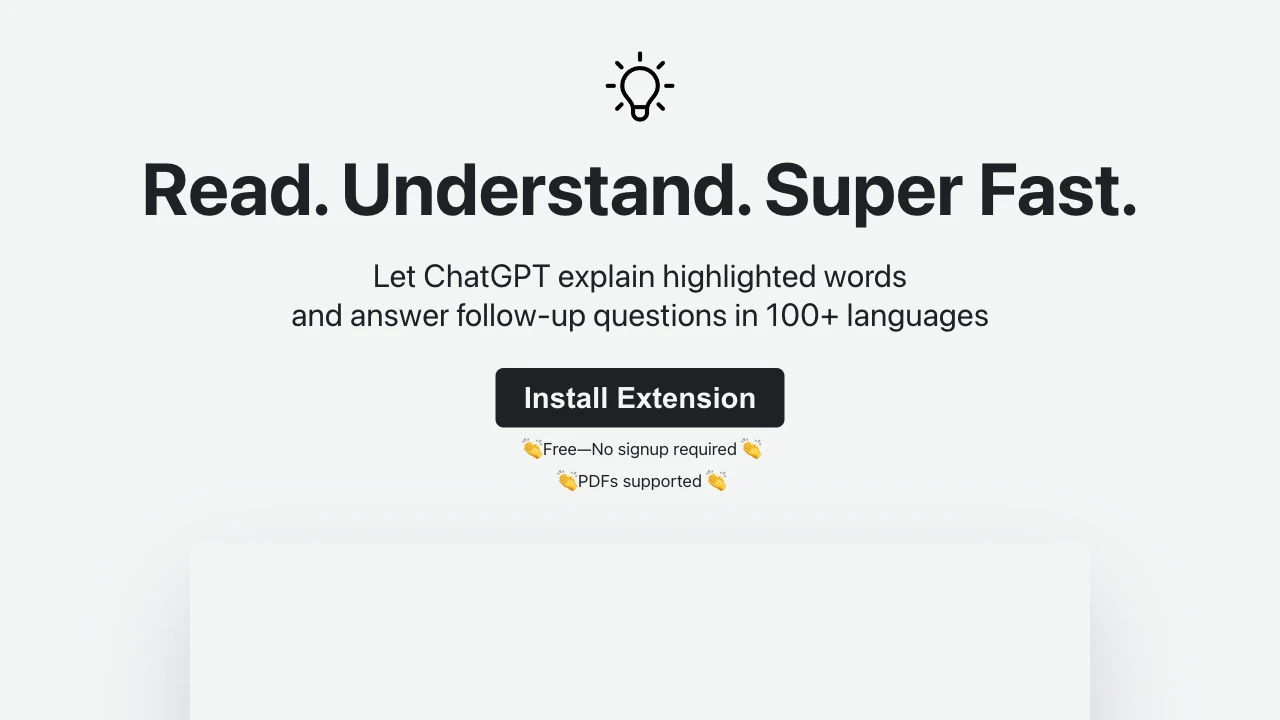 Read. Understand. Super Fast.
Let ChatGPT explain highlighted words
and answer follow-up questions in 100+ languages
Install Extension
👏Free—No signup required 👏
👏PDFs supported 👏